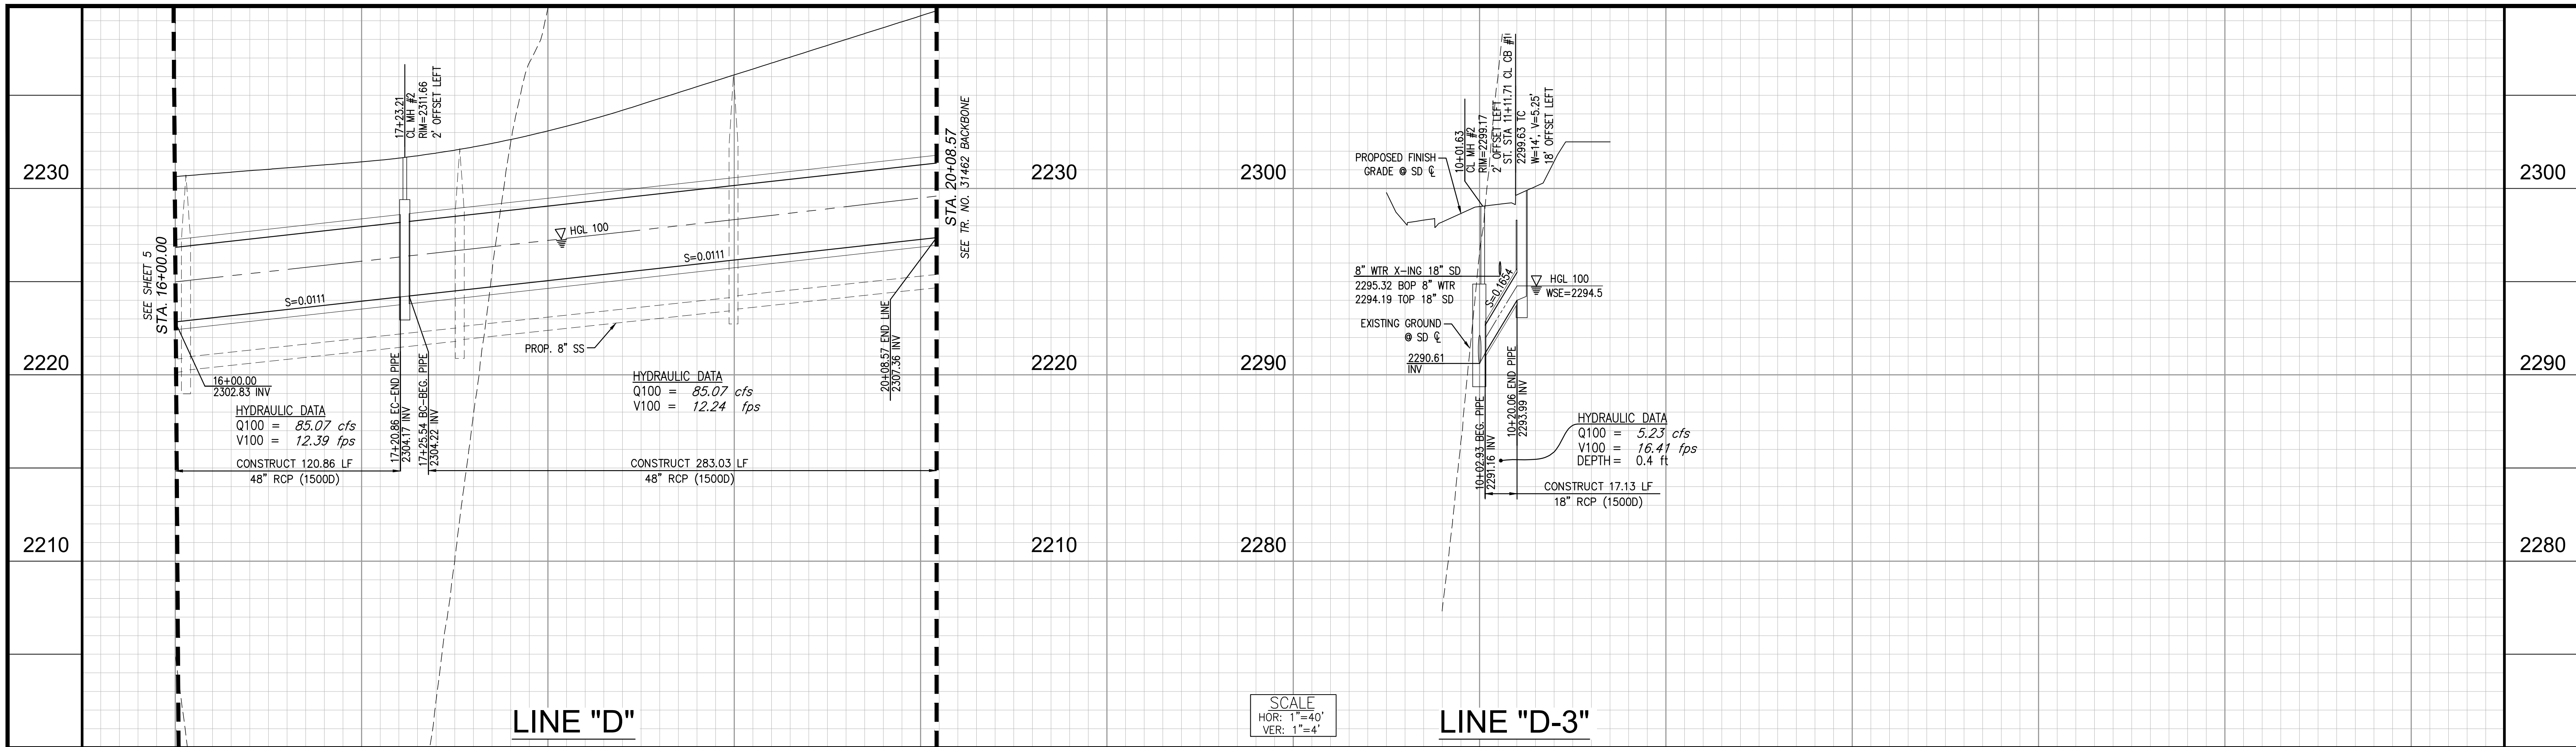 2230
2220
2210
SEE SHEET 5
STA. 16+00.00
17+23.21
CL MH #2
RIM=2311.66
2' OFFSET LEFT
HGL 100
S=0.0111
S=0.0111
PROP. 8" SS
16+00.00
2302.83 INV
HYDRAULIC DATA
Q100 = 85.07 cfs
V100 = 12.39 fps
17+20.86 EC-END PIPE
2304.17 INV
17+25.54 BC-BEG. PIPE
2304.22 INV
HYDRAULIC DATA
Q100 = 85.07 cfs
V100 = 12.24 fps
20+08.57 END LINE
2307.36 INV
CONSTRUCT 120.86 LF
48" RCP (1500D)
CONSTRUCT 283.03 LF
48" RCP (1500D)
STA. 20+08.57
SEE TR. NO. 31462 BACKBONE
LINE "D"
2230
2220
2210
2300
2290
2280
PROPOSED FINISH
GRADE @ SD ℄
10+01.63
CL MH #2
RIM=2299.17
2' OFFSET LEFT
ST. STA 11+11.71 CL CB #1
2299.63 TC
W=14', V=5.25'
18' OFFSET LEFT
8" WTR X-ING 18" SD
2295.32 BOP 8" WTR
2294.19 TOP 18" SD
S=0.1654
HGL 100
WSE=2294.5
EXISTING GROUND
@ SD ℄
2290.61
INV
10+02.93 BEG. PIPE
2291.16 INV
10+20.06 END PIPE
2293.99 INV
HYDRAULIC DATA
Q100 = 5.23 cfs
V100 = 16.41 fps
DEPTH= 0.4 ft
CONSTRUCT 17.13 LF
18" RCP (1500D)
SCALE
HOR: 1"=40'
VER: 1"=4'
LINE "D-3"
2300
2290
2280